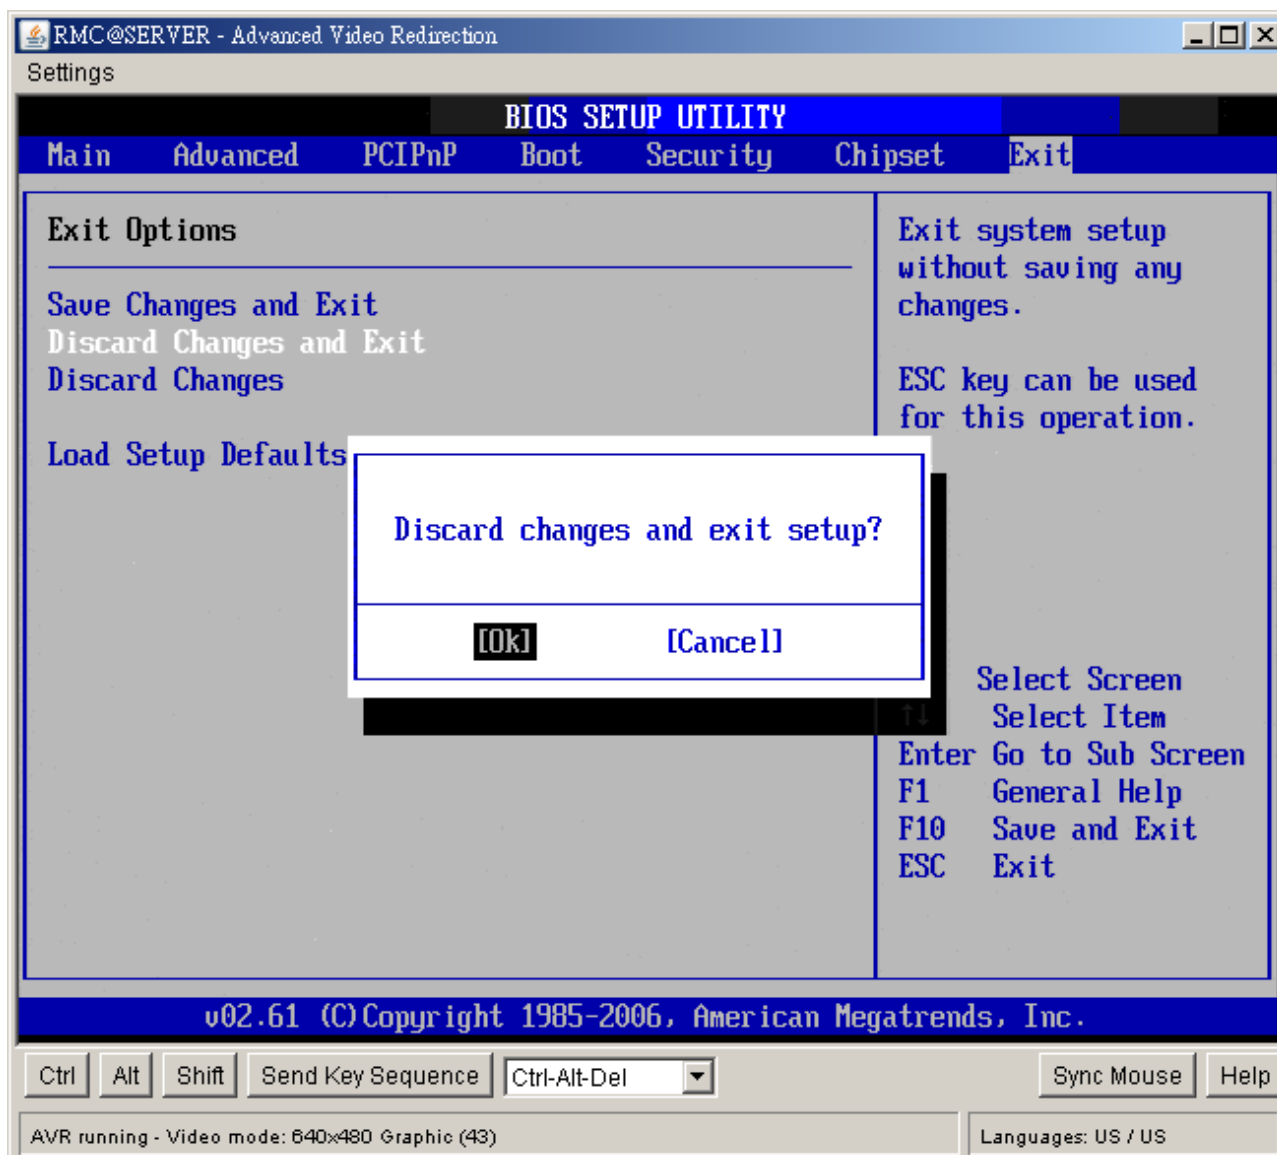 RMC@SERVER - Advanced Video Redirection
Settings
BIOS SETUP UTILITY
Main Advanced PCIPnP Boot Security Chipset Exit
Exit Options
Save Changes and Exit
Discard Changes and Exit
Discard Changes
Load Setup Defaults
Exit system setup
without saving any
changes.
ESC key can be used
for this operation.
Discard changes and exit setup?
[Ok] [Cancel]
Select Screen
↑↓ Select Item
Enter Go to Sub Screen
F1 General Help
F10 Save and Exit
ESC Exit
v02.61 (C)Copyright 1985-2006, American Megatrends, Inc.
Ctrl Alt Shift Send Key Sequence Ctrl-Alt-Del Sync Mouse Help
AVR running - Video mode: 640x480 Graphic (43) Languages: US / US